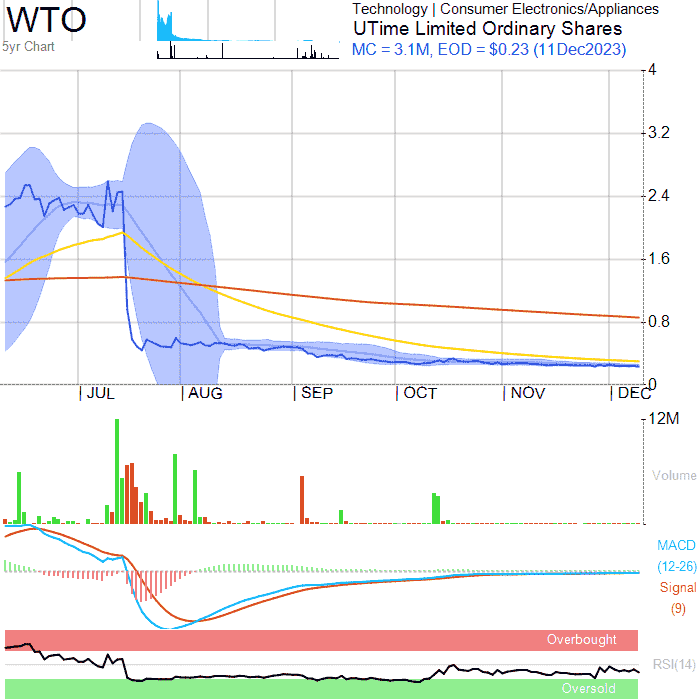 WTO
5yr Chart
Technology | Consumer Electronics/Appliances
UTime Limited Ordinary Shares
MC = 3.1M, EOD = $0.23 (11Dec2023)
4
3.2
2.4
1.6
0.8
0
JUL AUG SEP OCT NOV DEC
12M
Volume
MACD
(12-26)
Signal
(9)
Overbought
RSI(14)
Oversold